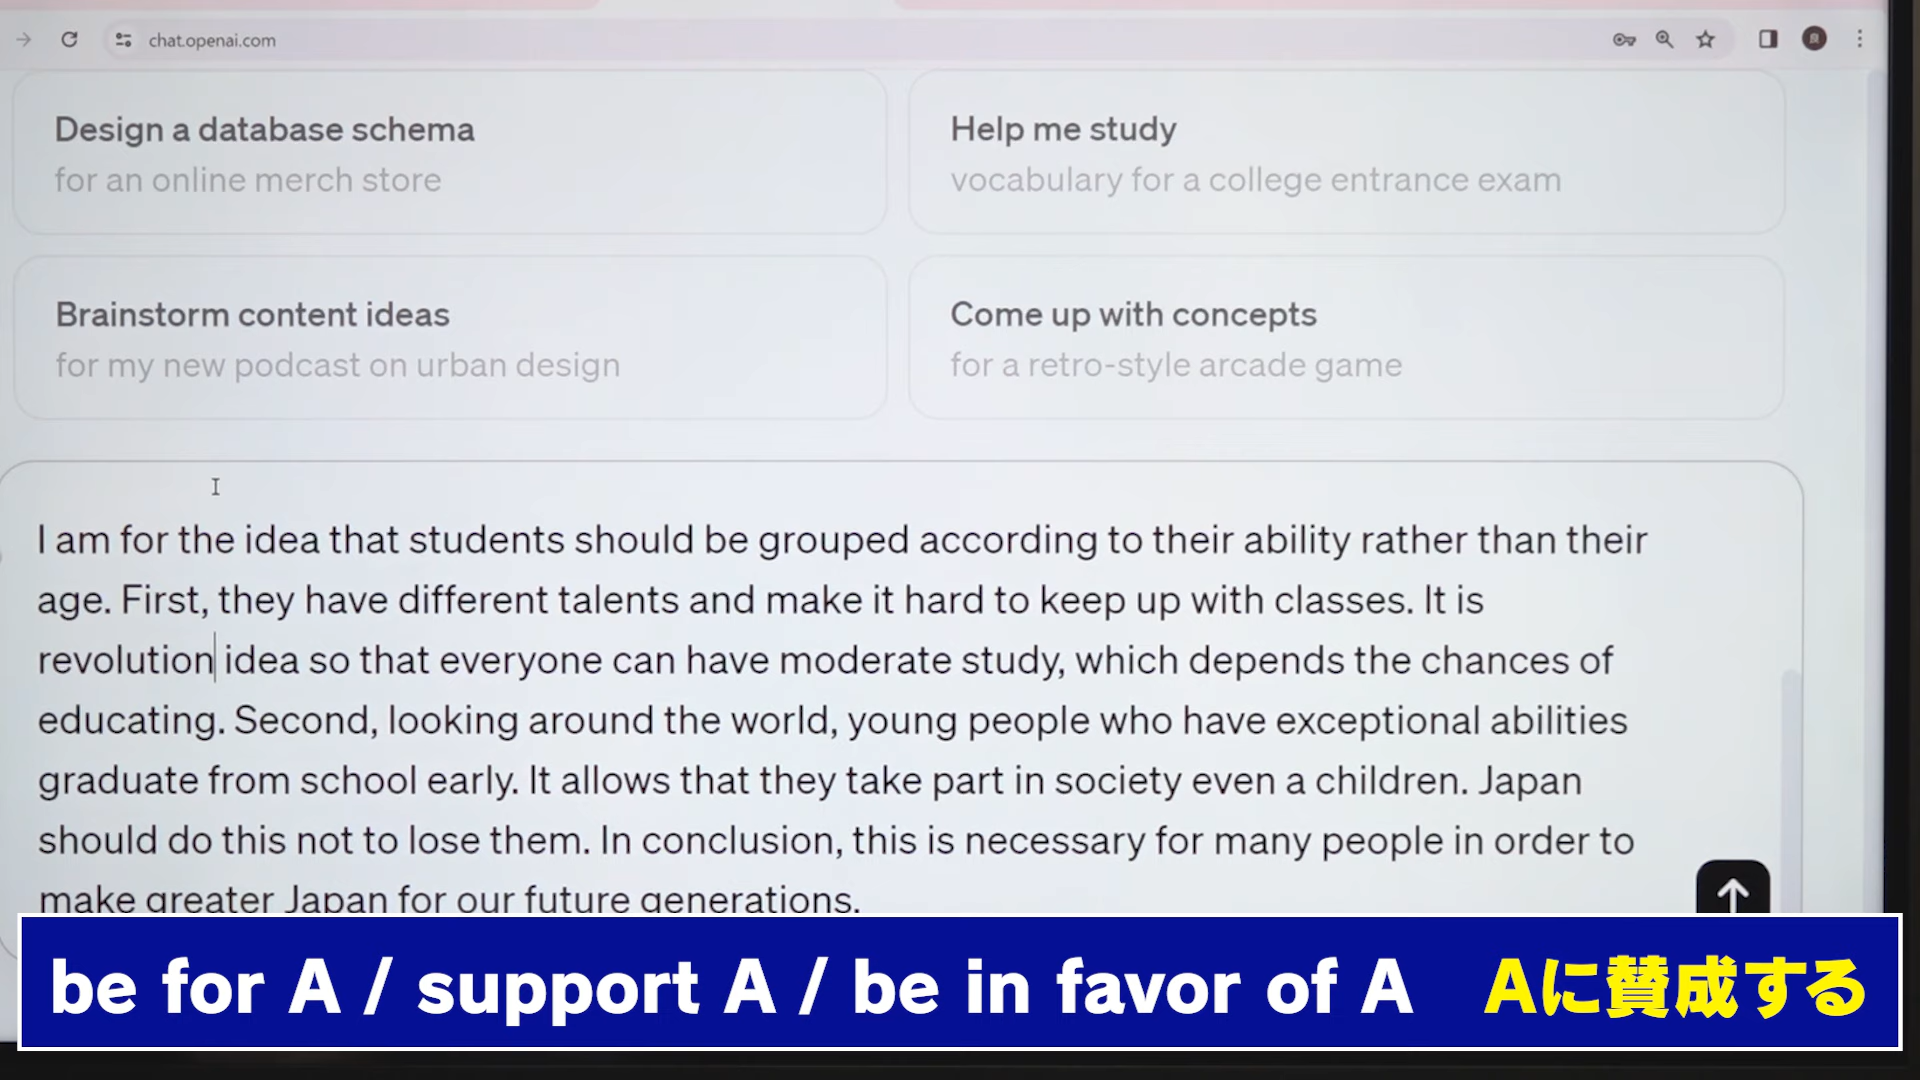 chat.openai.com
Design a database schema
for an online merch store
Help me study
vocabulary for a college entrance exam
Brainstorm content ideas
for my new podcast on urban design
Come up with concepts
for a retro-style arcade game
I am for the idea that students should be grouped according to their ability rather than their
age. First, they have different talents and make it hard to keep up with classes. It is
revolution idea so that everyone can have moderate study, which depends the chances of
educating. Second, looking around the world, young people who have exceptional abilities
graduate from school early. It allows that they take part in society even a children. Japan
should do this not to lose them. In conclusion, this is necessary for many people in order to
make greater Japan for our future generations.
be for A / support A / be in favor of A Aに賛成する